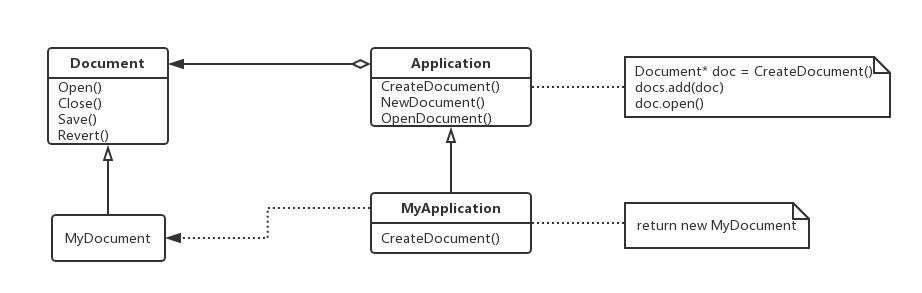 Document
Open()
Close()
Save()
Revert()
Application
CreateDocument()
NewDocument()
OpenDocument()
Document* doc = CreateDocument()
docs.add(doc)
doc.open()
MyDocument
MyApplication
CreateDocument()
return new MyDocument